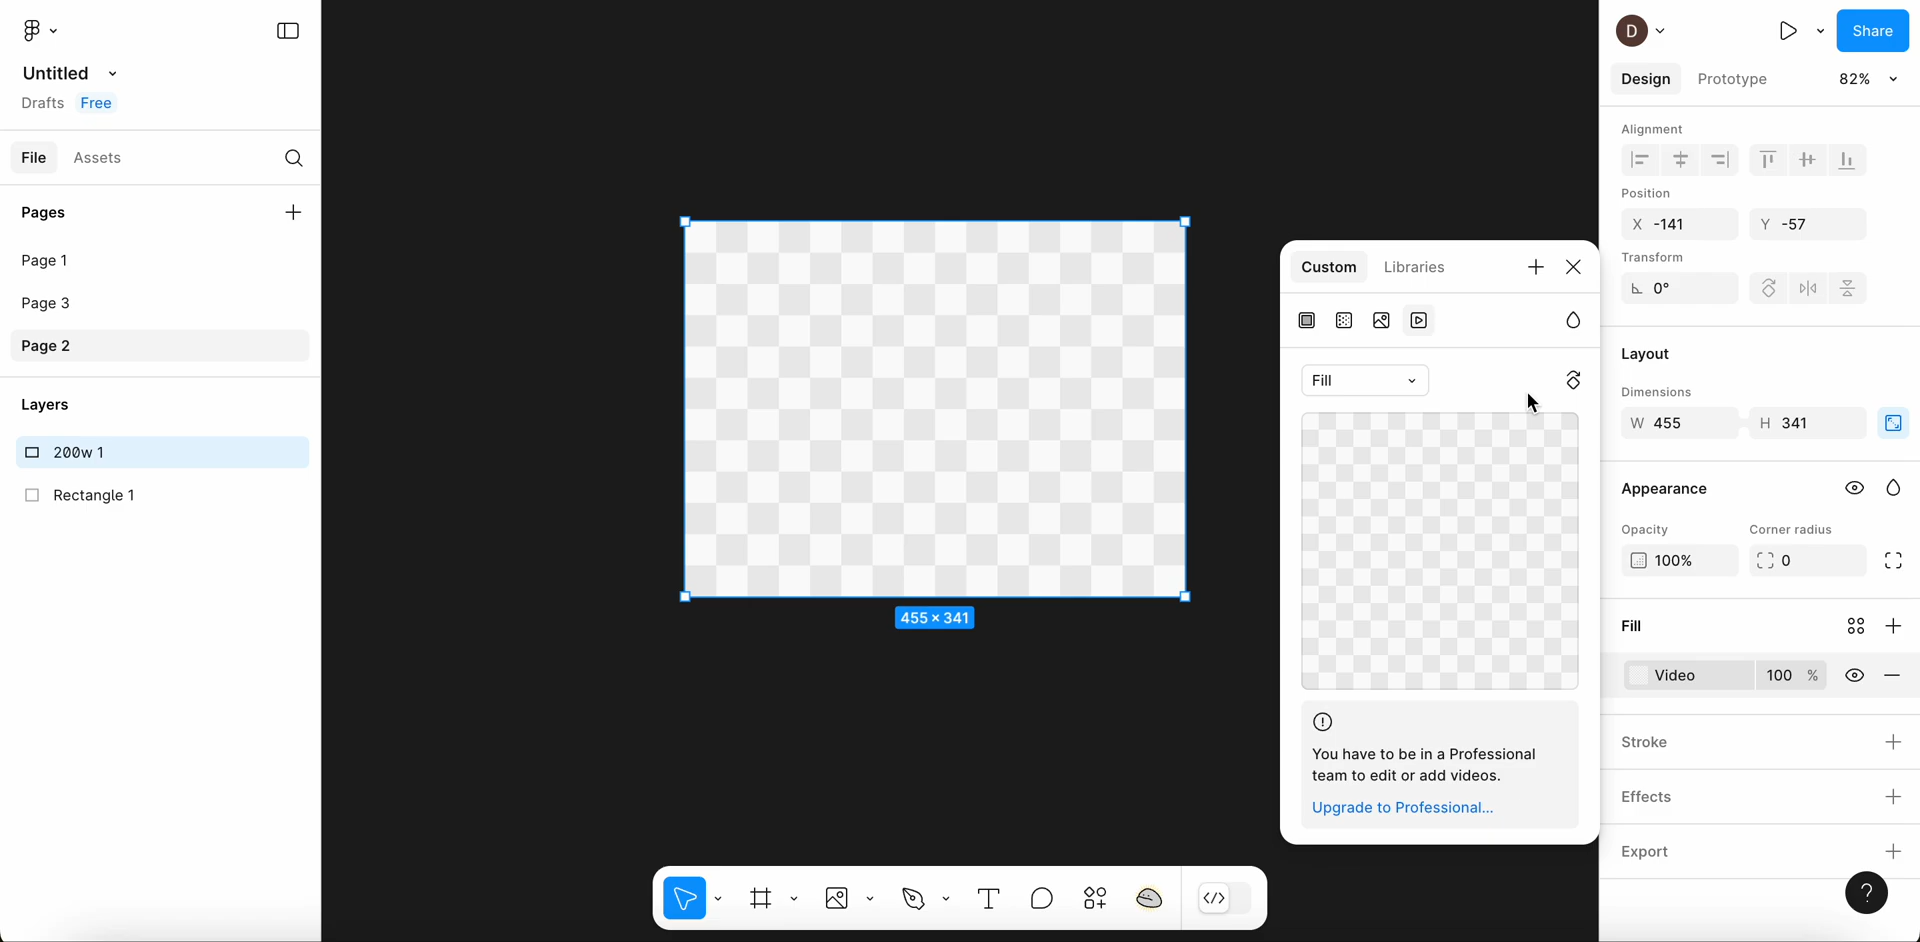 Untitled
Drafts Free
File Assets
Pages
Page 1
Page 3
Page 2
Layers
200w 1
Rectangle 1
455 × 341
Custom Libraries
Fill
You have to be in a Professional
team to edit or add videos.
Upgrade to Professional...
D
Share
Design Prototype 82%
Alignment
Position
X -141 Y -57
Transform
0°
Layout
Dimensions
W 455 H 341
Appearance
Opacity Corner radius
100% 0
Fill
Video 100 %
Stroke
Effects
Export
?